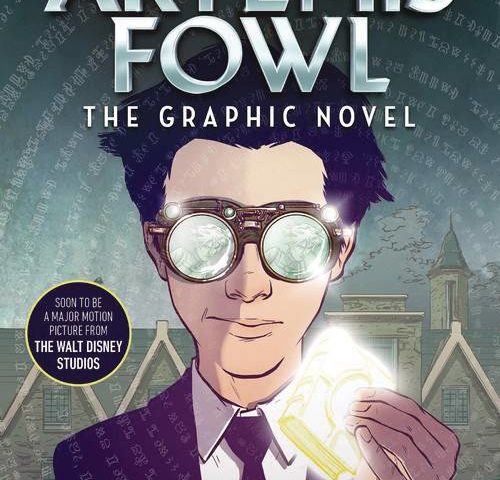 ARTEMIS
FOWL
THE GRAPHIC NOVEL
SOON TO BE
A MAJOR MOTION
PICTURE FROM
THE WALT DISNEY
STUDIOS